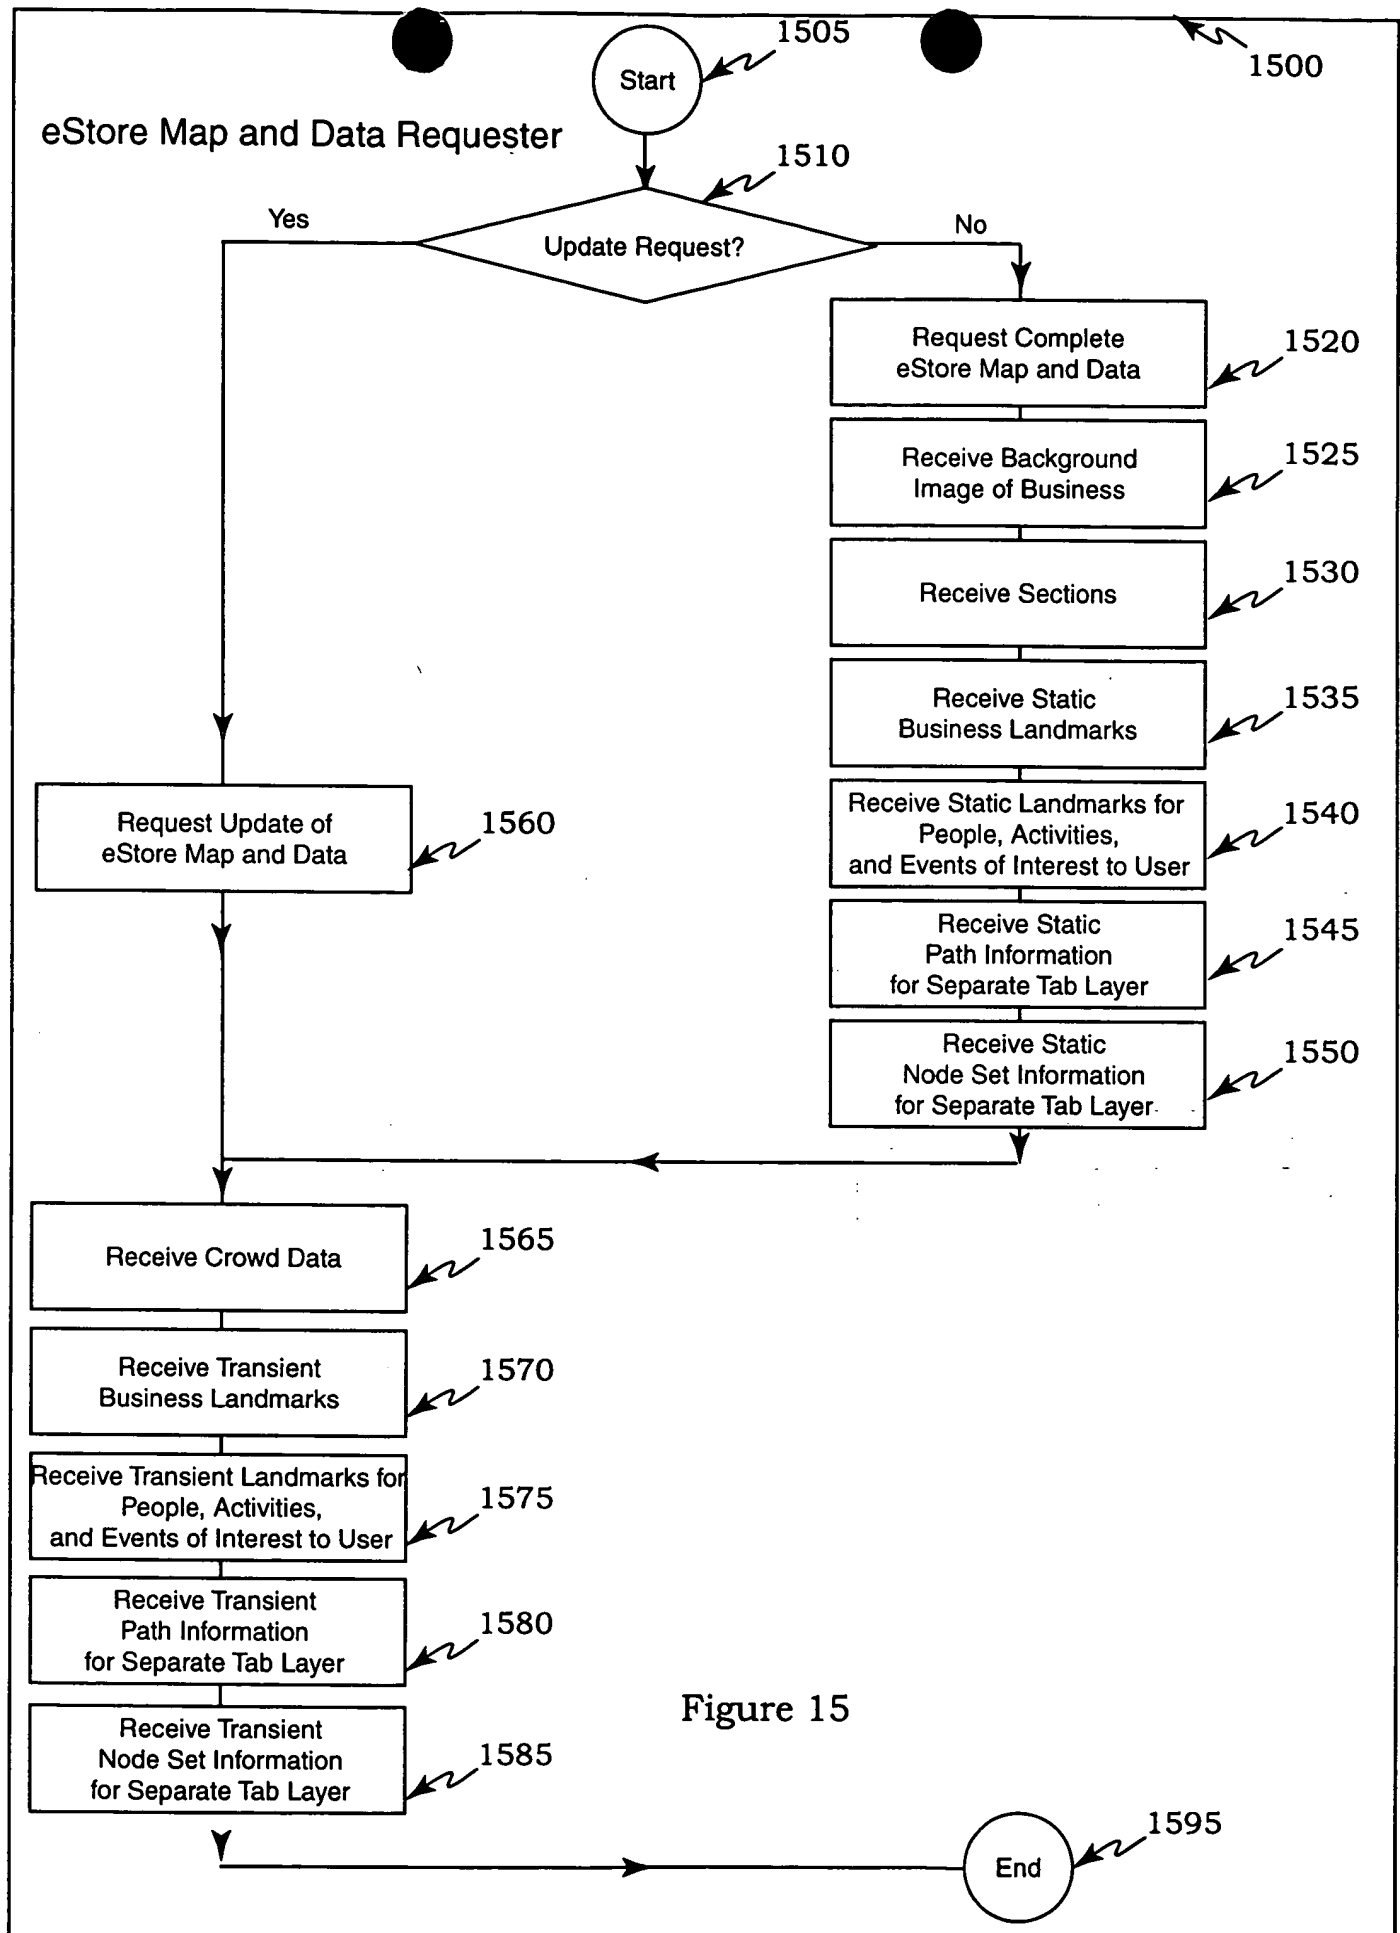 1505
Start
1500
eStore Map and Data Requester
1510
Yes
Update Request?
No
Request Complete
eStore Map and Data
1520
Receive Background
Image of Business
1525
Receive Sections
1530
Receive Static
Business Landmarks
1535
Receive Static Landmarks for
People, Activities,
and Events of Interest to User
1540
Request Update of
eStore Map and Data
1560
Receive Static
Path Information
for Separate Tab Layer
1545
Receive Static
Node Set Information
for Separate Tab Layer
1550
Receive Crowd Data
1565
Receive Transient
Business Landmarks
1570
Receive Transient Landmarks for
People, Activities,
and Events of Interest to User
1575
Receive Transient
Path Information
for Separate Tab Layer
1580
Figure 15
Receive Transient
Node Set Information
for Separate Tab Layer
1585
1595
End